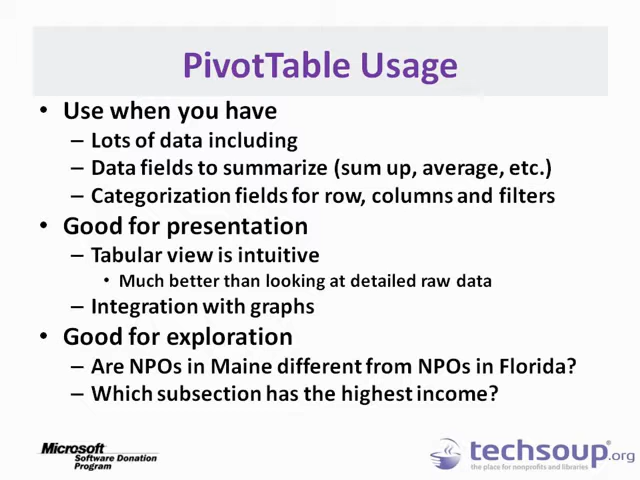 PivotTable Usage
• Use when you have
– Lots of data including
– Data fields to summarize (sum up, average, etc.)
– Categorization fields for row, columns and filters
• Good for presentation
– Tabular view is intuitive
• Much better than looking at detailed raw data
– Integration with graphs
• Good for exploration
– Are NPOs in Maine different from NPOs in Florida?
– Which subsection has the highest income?
Microsoft
Software Donation
Program
techsoup.org
the place for nonprofits and libraries